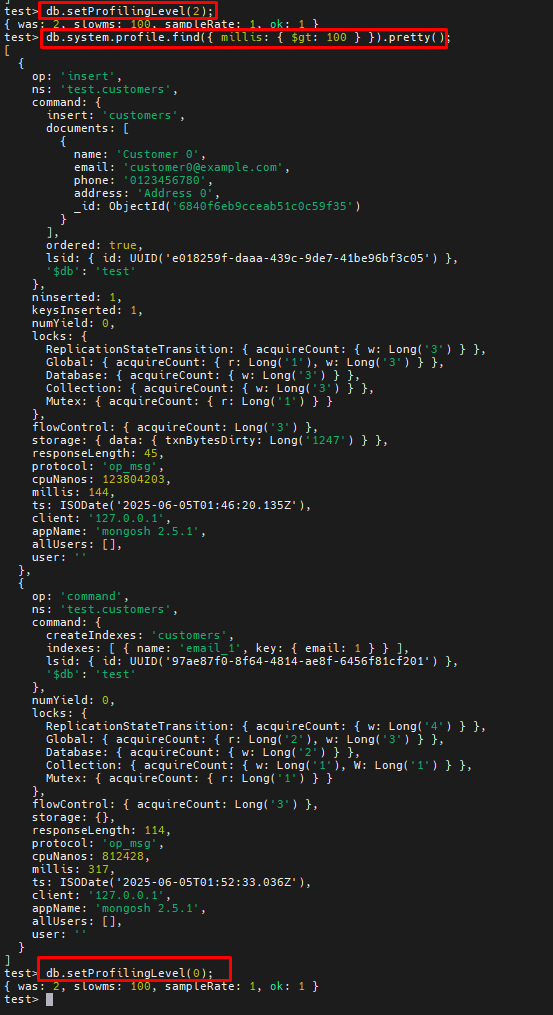 ]
test> db.setProfilingLevel(2);
{ was: 2, slowms: 100, sampleRate: 1, ok: 1 }
test> db.system.profile.find({ millis: { $gt: 100 } }).pretty();
[
  {
    op: 'insert',
    ns: 'test.customers',
    command: {
      insert: 'customers',
      documents: [
        {
          name: 'Customer 0',
          email: 'customer0@example.com',
          phone: '0123456780',
          address: 'Address 0',
          _id: ObjectId('6840f6eb9cceab51c0c59f35')
        }
      ],
      ordered: true,
      lsid: { id: UUID('e018259f-daaa-439c-9de7-41be96bf3c05') },
      '$db': 'test'
    },
    ninserted: 1,
    keysInserted: 1,
    numYield: 0,
    locks: {
      ReplicationStateTransition: { acquireCount: { w: Long('3') } },
      Global: { acquireCount: { r: Long('1'), w: Long('3') } },
      Database: { acquireCount: { w: Long('3') } },
      Collection: { acquireCount: { w: Long('3') } },
      Mutex: { acquireCount: { r: Long('1') } }
    },
    flowControl: { acquireCount: Long('3') },
    storage: { data: { txnBytesDirty: Long('1247') } },
    responseLength: 45,
    protocol: 'op_msg',
    cpuNanos: 123804203,
    millis: 144,
    ts: ISODate('2025-06-05T01:46:20.135Z'),
    client: '127.0.0.1',
    appName: 'mongosh 2.5.1',
    allUsers: [],
    user: ''
  },
  {
    op: 'command',
    ns: 'test.customers',
    command: {
      createIndexes: 'customers',
      indexes: [ { name: 'email_1', key: { email: 1 } } ],
      lsid: { id: UUID('97ae87f0-8f64-4814-ae8f-6456f81cf201') },
      '$db': 'test'
    },
    numYield: 0,
    locks: {
      ReplicationStateTransition: { acquireCount: { w: Long('4') } },
      Global: { acquireCount: { r: Long('2'), w: Long('3') } },
      Database: { acquireCount: { w: Long('2') } },
      Collection: { acquireCount: { w: Long('1'), W: Long('1') } },
      Mutex: { acquireCount: { r: Long('1') } }
    },
    flowControl: { acquireCount: Long('3') },
    storage: {},
    responseLength: 114,
    protocol: 'op_msg',
    cpuNanos: 812428,
    millis: 317,
    ts: ISODate('2025-06-05T01:52:33.036Z'),
    client: '127.0.0.1',
    appName: 'mongosh 2.5.1',
    allUsers: [],
    user: ''
  }
]
test> db.setProfilingLevel(0);
{ was: 2, slowms: 100, sampleRate: 1, ok: 1 }
test>